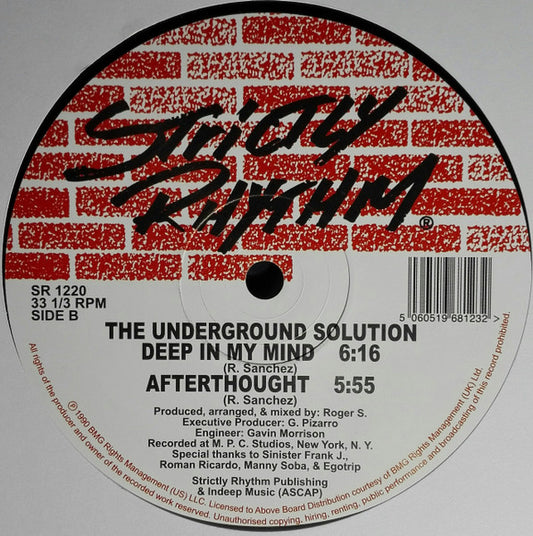 STRICTLY
RHYTHM®
SR 1220
33 1/3 RPM
SIDE B
5 060519 681232 >
THE UNDERGROUND SØLUTION
DEEP IN MY MIND 6:16
(R. Sanchez)
AFTERTHOUGHT 5:55
(R. Sanchez)
Produced, arranged, & mixed by: Roger S.
Executive Producer: G. Pizarro
Engineer: Gavin Morrison
Recorded at M. P. C. Studios, New York, N. Y.
Special thanks to Sinister Frank J.,
Roman Ricardo, Manny Soba, & Egotrip
Strictly Rhythm Publishing
& Indeep Music (ASCAP)
℗1990 BMG Rights Management (US) LLC. Licensed to Above Board Distribution courtesy of BMG Rights Management (UK) Ltd.
All rights of the producer and owner of the recorded work reserved. Unauthorised copying, hiring, renting, public performance and broadcasting of this record prohibited.